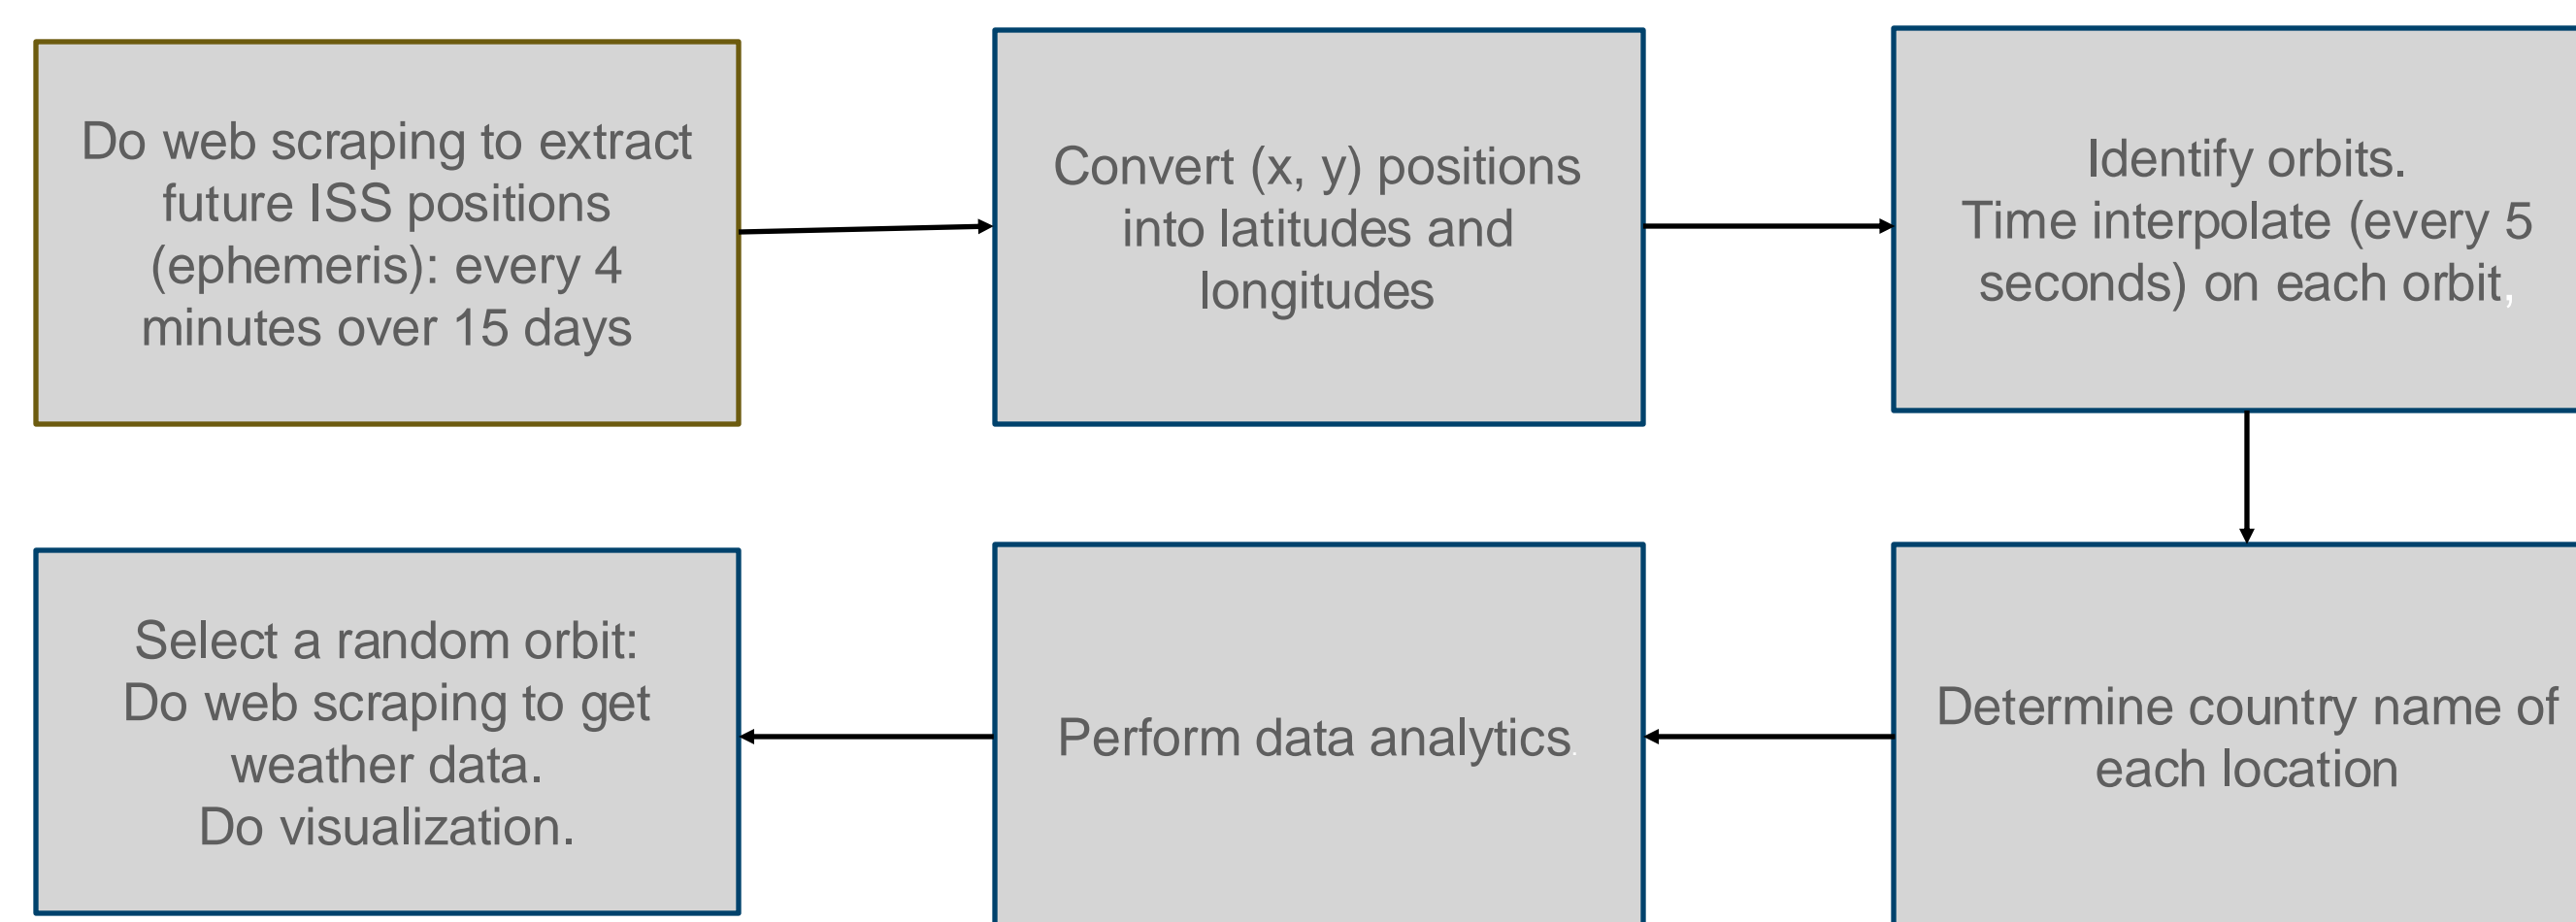 Do web scraping to extract
future ISS positions
(ephemeris): every 4
minutes over 15 days
Convert (x, y) positions
into latitudes and
longitudes
Identify orbits.
Time interpolate (every 5
seconds) on each orbit,
Determine country name of
each location
Perform data analytics.
Select a random orbit:
Do web scraping to get
weather data.
Do visualization.